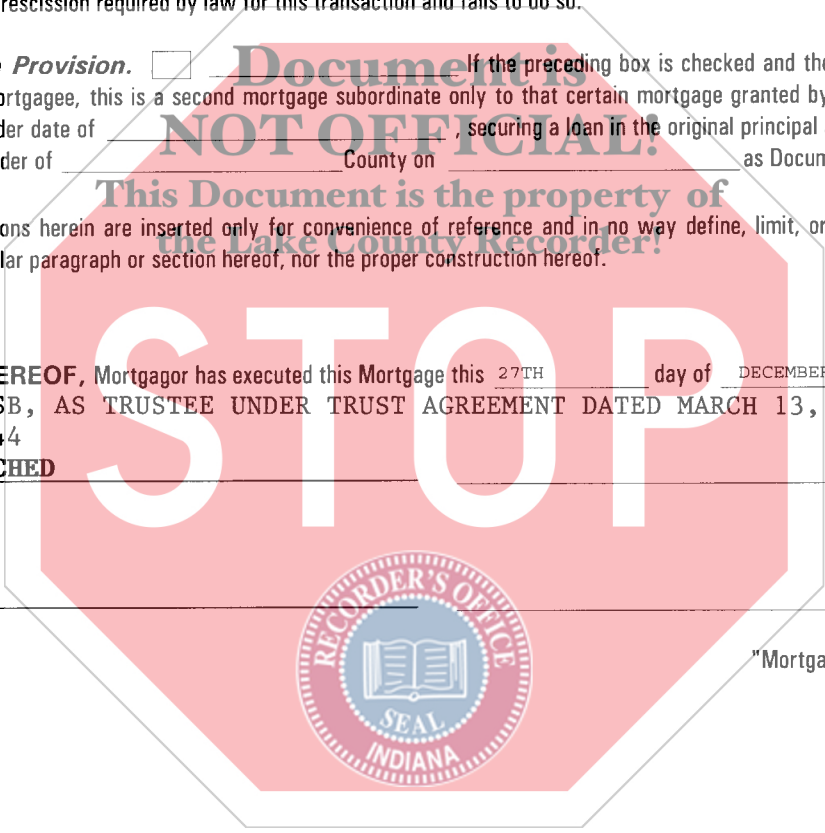 rescission required by law for this transaction and fails to do so.
Provision. If the preceding box is checked and the
ortgagee, this is a second mortgage subordinate only to that certain mortgage granted by
der date of , securing a loan in the original principal
der of County on as Docum
Document is
NOT OFFICIAL!
This Document is the property of
the Lake County Recorder!
ons herein are inserted only for convenience of reference and in no way define, limit, or
lar paragraph or section hereof, nor the proper construction hereof.
STOP
EREOF, Mortgagor has executed this Mortgage this 27TH day of DECEMBER
SB, AS TRUSTEE UNDER TRUST AGREEMENT DATED MARCH 13,
44
CHED
RECORDER'S OFFICE
SEAL
INDIANA
"Mortga